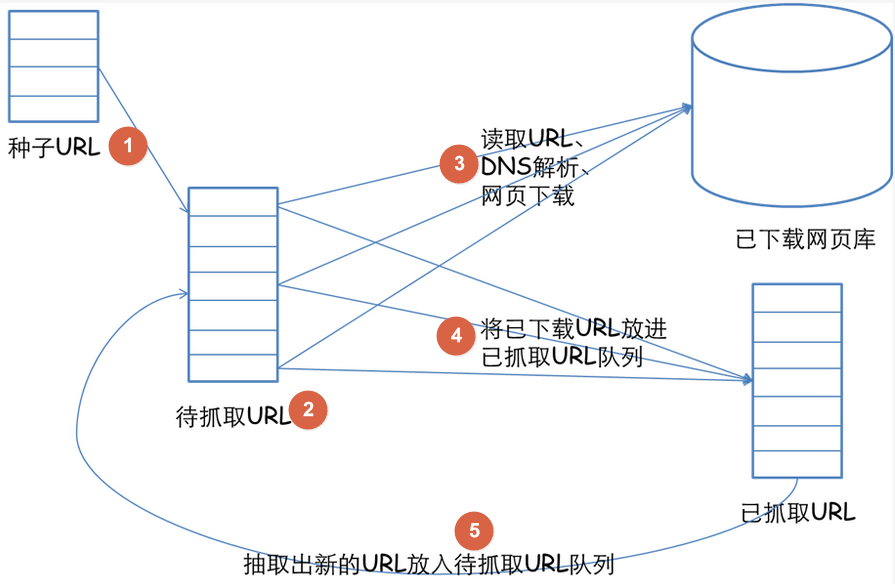 种子URL
1
3
读取URL、
DNS解析、
网页下载
已下载网页库
4
将已下载URL放进
已抓取URL队列
待抓取URL
2
已抓取URL
5
抽取出新的URL放入待抓取URL队列